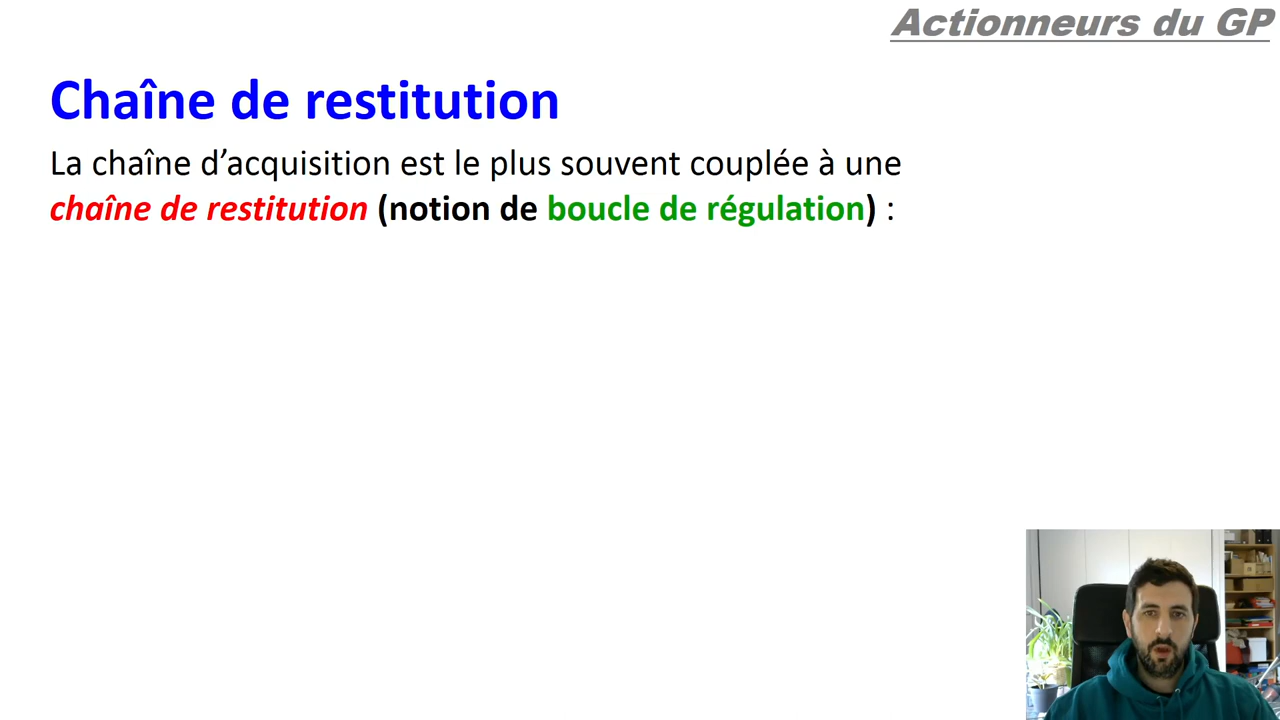 Actionneurs du GP
Chaîne de restitution
La chaîne d’acquisition est le plus souvent couplée à une
chaîne de restitution (notion de boucle de régulation) :